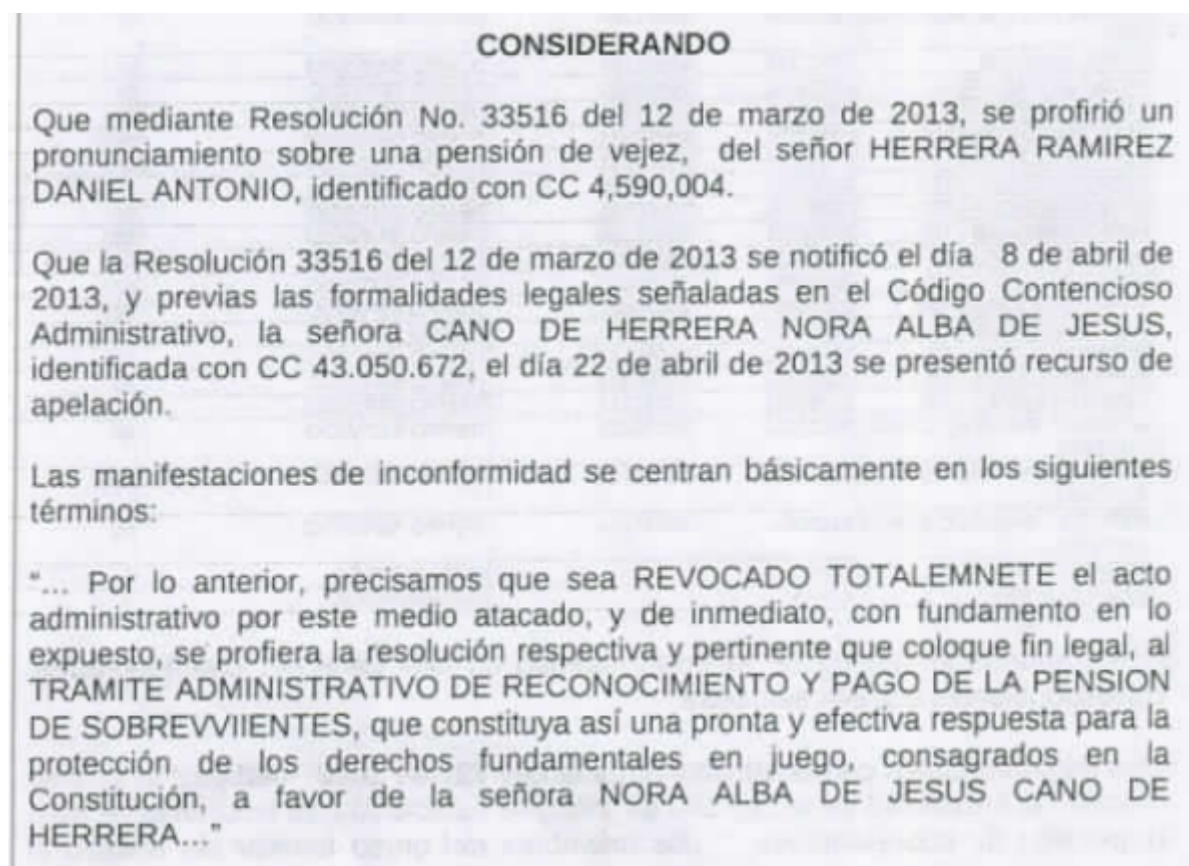 CONSIDERANDO
Que mediante Resolución No. 33516 del 12 de marzo de 2013, se profirió un
pronunciamiento sobre una pensión de vejez, del señor HERRERA RAMIREZ
DANIEL ANTONIO, identificado con CC 4,590,004.
Que la Resolución 33516 del 12 de marzo de 2013 se notificó el día 8 de abril de
2013, y previas las formalidades legales señaladas en el Código Contencioso
Administrativo, la señora CANO DE HERRERA NORA ALBA DE JESUS,
identificada con CC 43.050.672, el día 22 de abril de 2013 se presentó recurso de
apelación.
Las manifestaciones de inconformidad se centran básicamente en los siguientes
términos:
“... Por lo anterior, precisamos que sea REVOCADO TOTALEMNETE el acto
administrativo por este medio atacado, y de inmediato, con fundamento en lo
expuesto, se profiera la resolución respectiva y pertinente que coloque fin legal, al
TRAMITE ADMINISTRATIVO DE RECONOCIMIENTO Y PAGO DE LA PENSION
DE SOBREVVIIENTES, que constituya así una pronta y efectiva respuesta para la
protección de los derechos fundamentales en juego, consagrados en la
Constitución, a favor de la señora NORA ALBA DE JESUS CANO DE
HERRERA...”